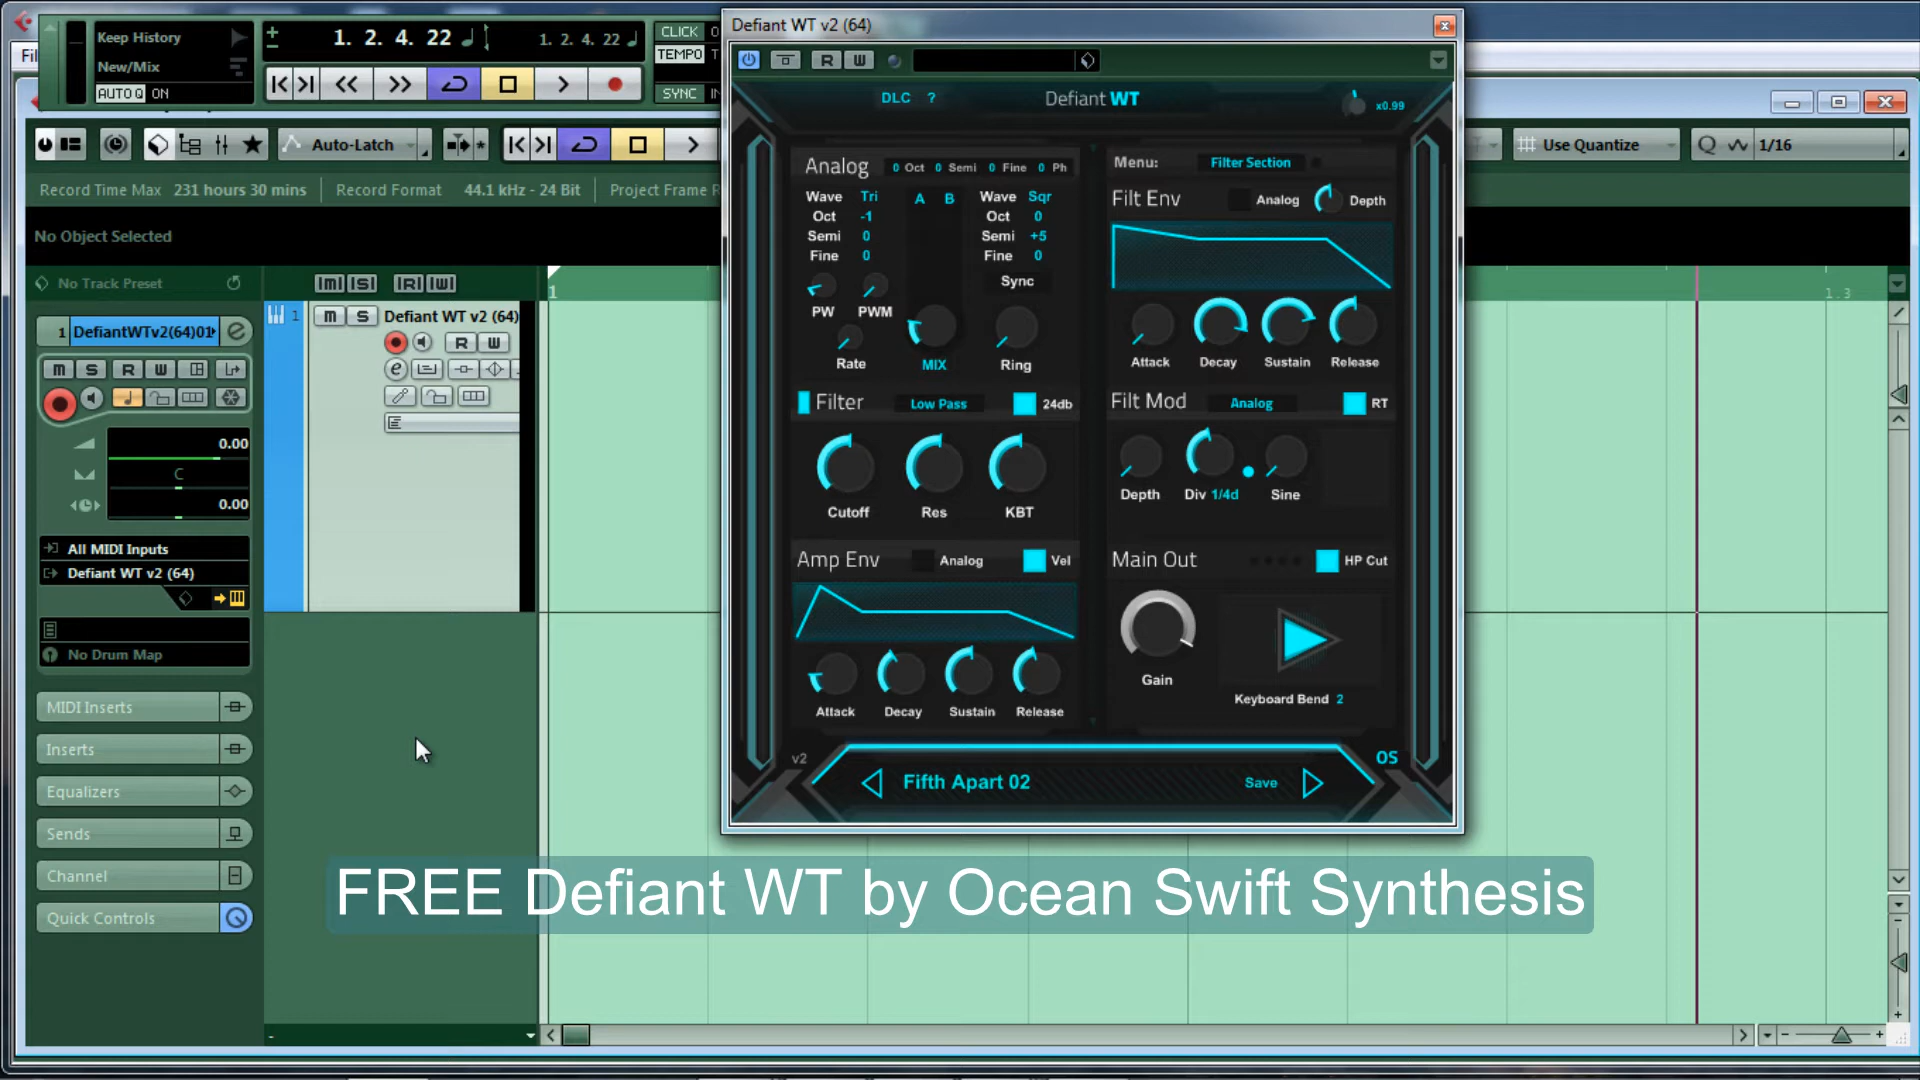 Defiant WT v2 (64)
Keep History
New/Mix
AUTO Q ON
1. 2. 4. 22
1. 2. 4. 22
CLICK
TEMPO
SYNC
R W
DLC ?
Defiant WT
x0.99
Auto-Latch
Use Quantize
Q 1/16
Record Time Max 231 hours 30 mins Record Format 44.1 kHz - 24 Bit
No Object Selected
No Track Preset
M S R W
1
1.3
1 DefiantWTv2(64)01
M S R W
0.00
C
0.00
All MIDI Inputs
Defiant WT v2 (64)
No Drum Map
MIDI Inserts
Inserts
Equalizers
Sends
Channel
Quick Controls
1 M S Defiant WT v2 (64)
R W
e
Analog 0 Oct 0 Semi 0 Fine 0 Ph
Wave Tri A B Wave Sqr
Oct -1 Oct 0
Semi 0 Semi +5
Fine 0 Fine 0
Sync
PW PWM
Rate MIX Ring
Filter Low Pass 24db
Cutoff Res KBT
Amp Env Analog Vel
Attack Decay Sustain Release
Menu: Filter Section
Filt Env Analog Depth
Attack Decay Sustain Release
Filt Mod Analog RT
Depth Div 1/4d Sine
Main Out HP Cut
Gain
Keyboard Bend 2
v2 OS
Fifth Apart 02 Save
FREE Defiant WT by Ocean Swift Synthesis